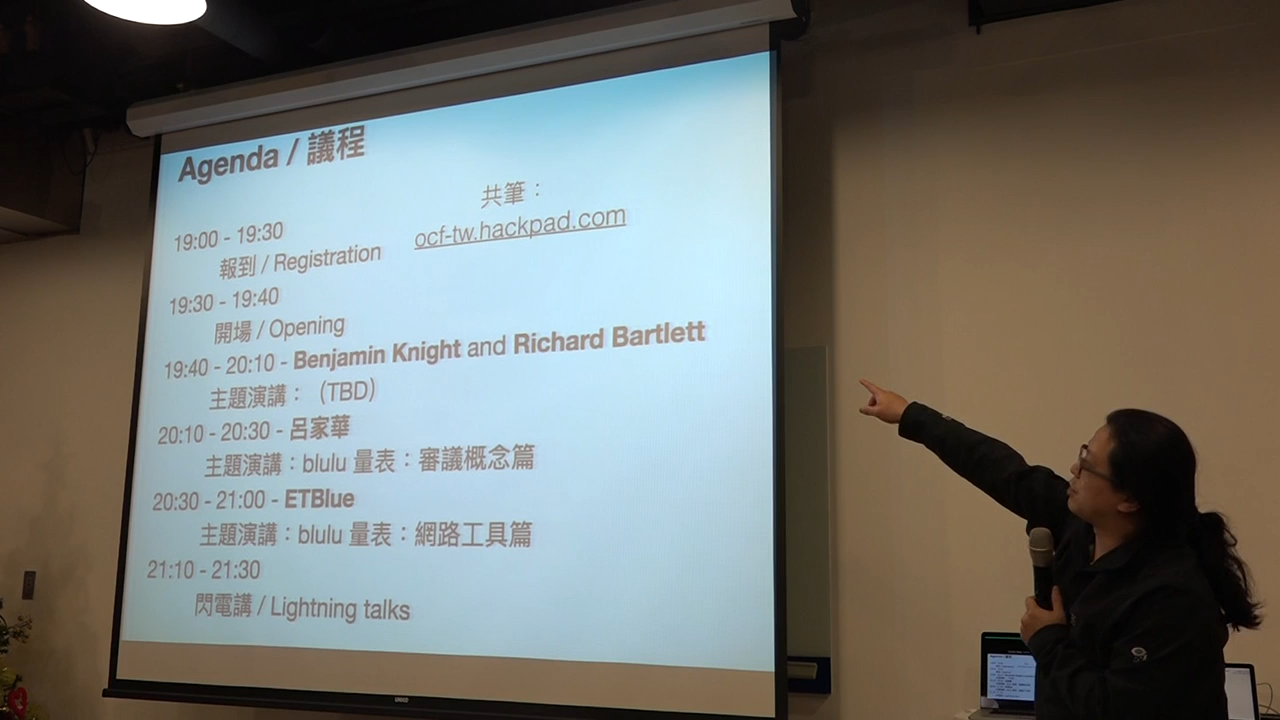 Agenda / 議程
共筆：
ocf-tw.hackpad.com
19:00 - 19:30
報到 / Registration
19:30 - 19:40
開場 / Opening
19:40 - 20:10 - Benjamin Knight and Richard Bartlett
主題演講：（TBD）
20:10 - 20:30 - 呂家華
主題演講：blulu 量表：審議概念篇
20:30 - 21:00 - ETBlue
主題演講：blulu 量表：網路工具篇
21:10 - 21:30
閃電講 / Lightning talks